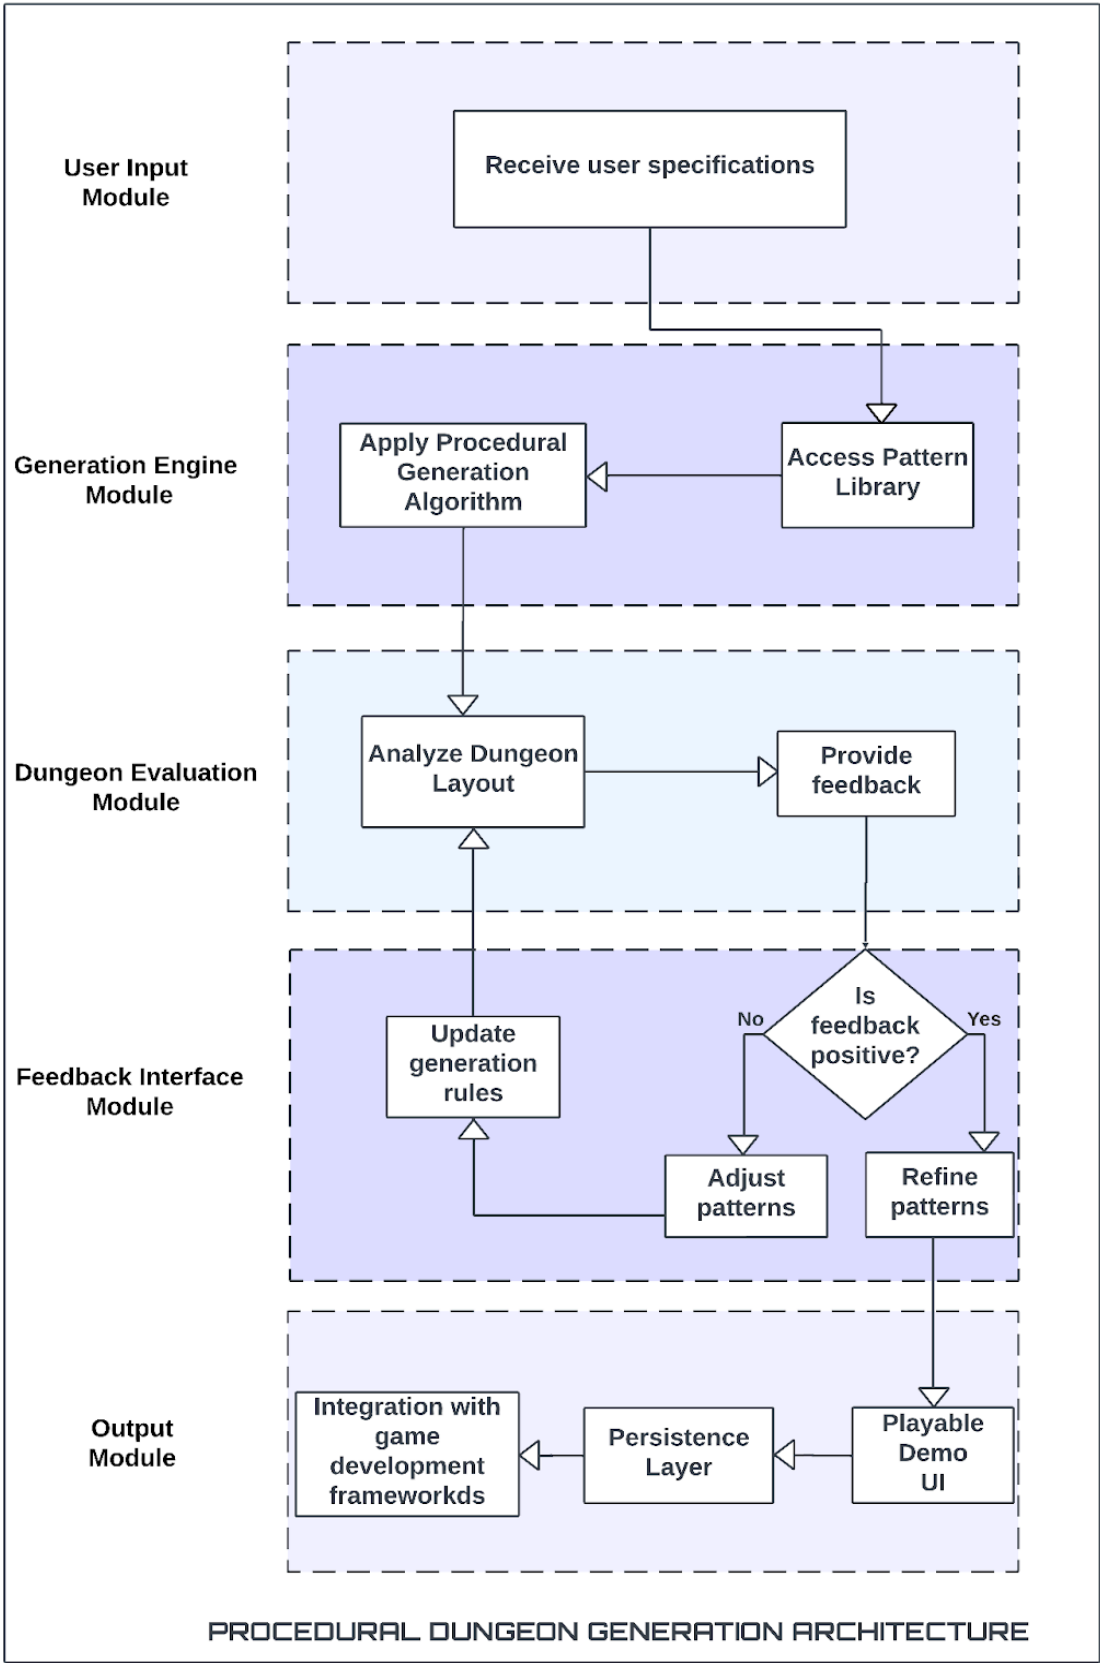 Receive user specifications
User Input
Module
Apply Procedural
Generation
Algorithm
Access Pattern
Library
Generation Engine
Module
Analyze Dungeon
Layout
Provide
feedback
Dungeon Evaluation
Module
Is
feedback
positive?
No
Yes
Update
generation
rules
Feedback Interface
Module
Adjust
patterns
Refine
patterns
Integration with
game
development
frameworkds
Persistence
Layer
Playable
Demo
UI
Output
Module
PROCEDURAL DUNGEON GENERATION ARCHITECTURE